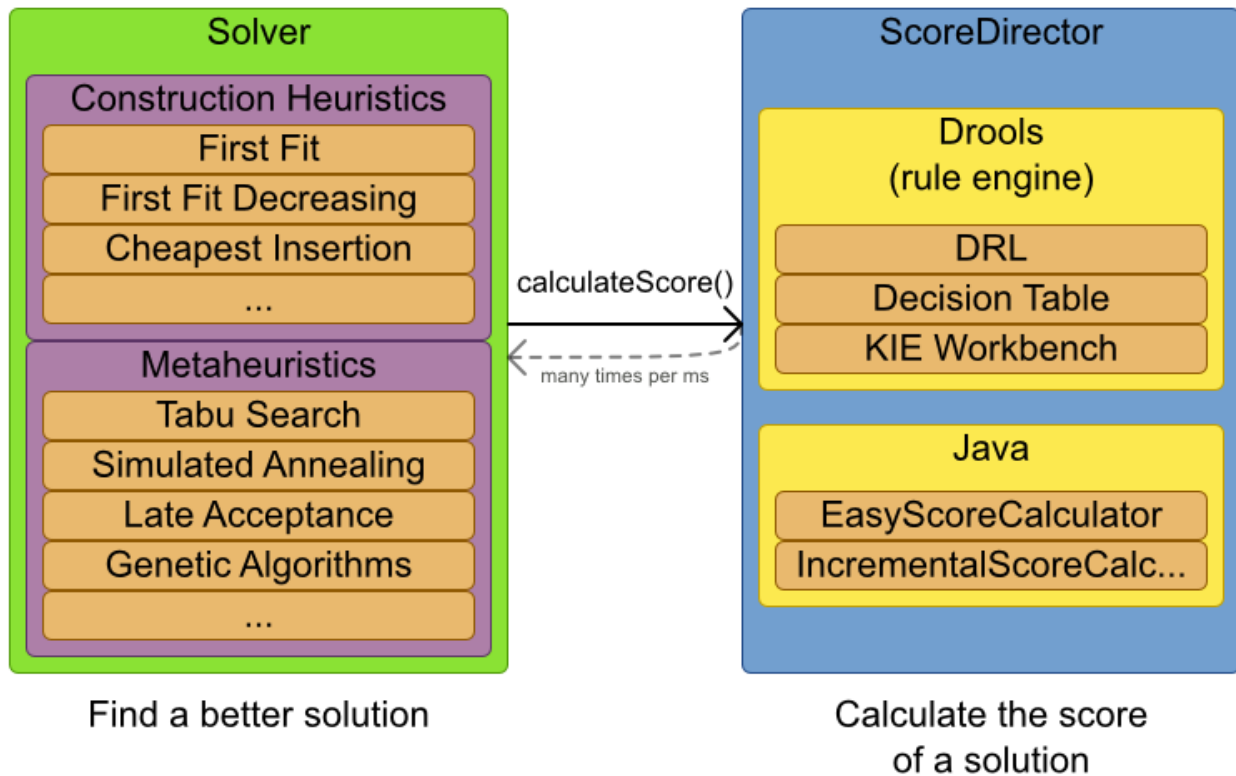 Solver
Construction Heuristics
First Fit
First Fit Decreasing
Cheapest Insertion
...
Metaheuristics
Tabu Search
Simulated Annealing
Late Acceptance
Genetic Algorithms
...
Find a better solution
calculateScore()
many times per ms
ScoreDirector
Drools
(rule engine)
DRL
Decision Table
KIE Workbench
Java
EasyScoreCalculator
IncrementalScoreCalc...
Calculate the score
of a solution